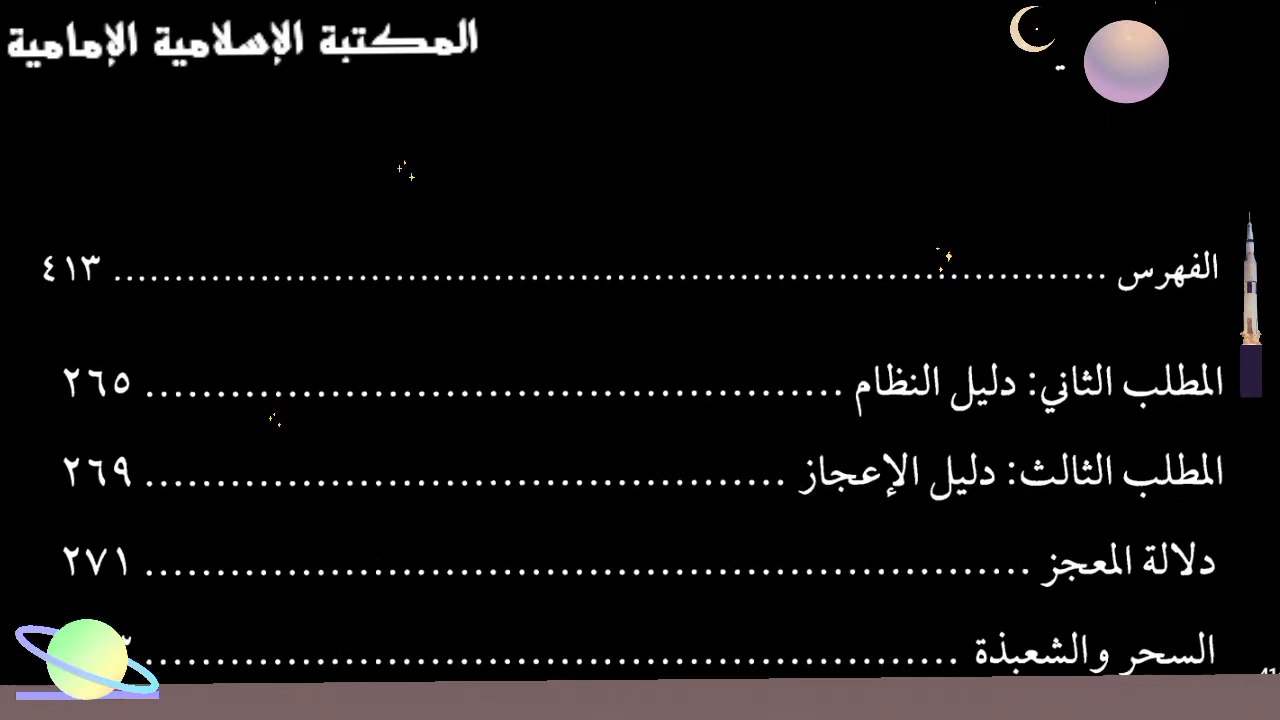 المكتبة الإسلامية الإمامية
الفهرس ............................................................ ٤١٣
المطلب الثاني: دليل النظام ............................................................ ٢٦٥
المطلب الثالث: دليل الإعجاز ............................................................ ٢٦٩
دلالة المعجز ............................................................ ٢٧١
السحر والشعبذة ............................................................